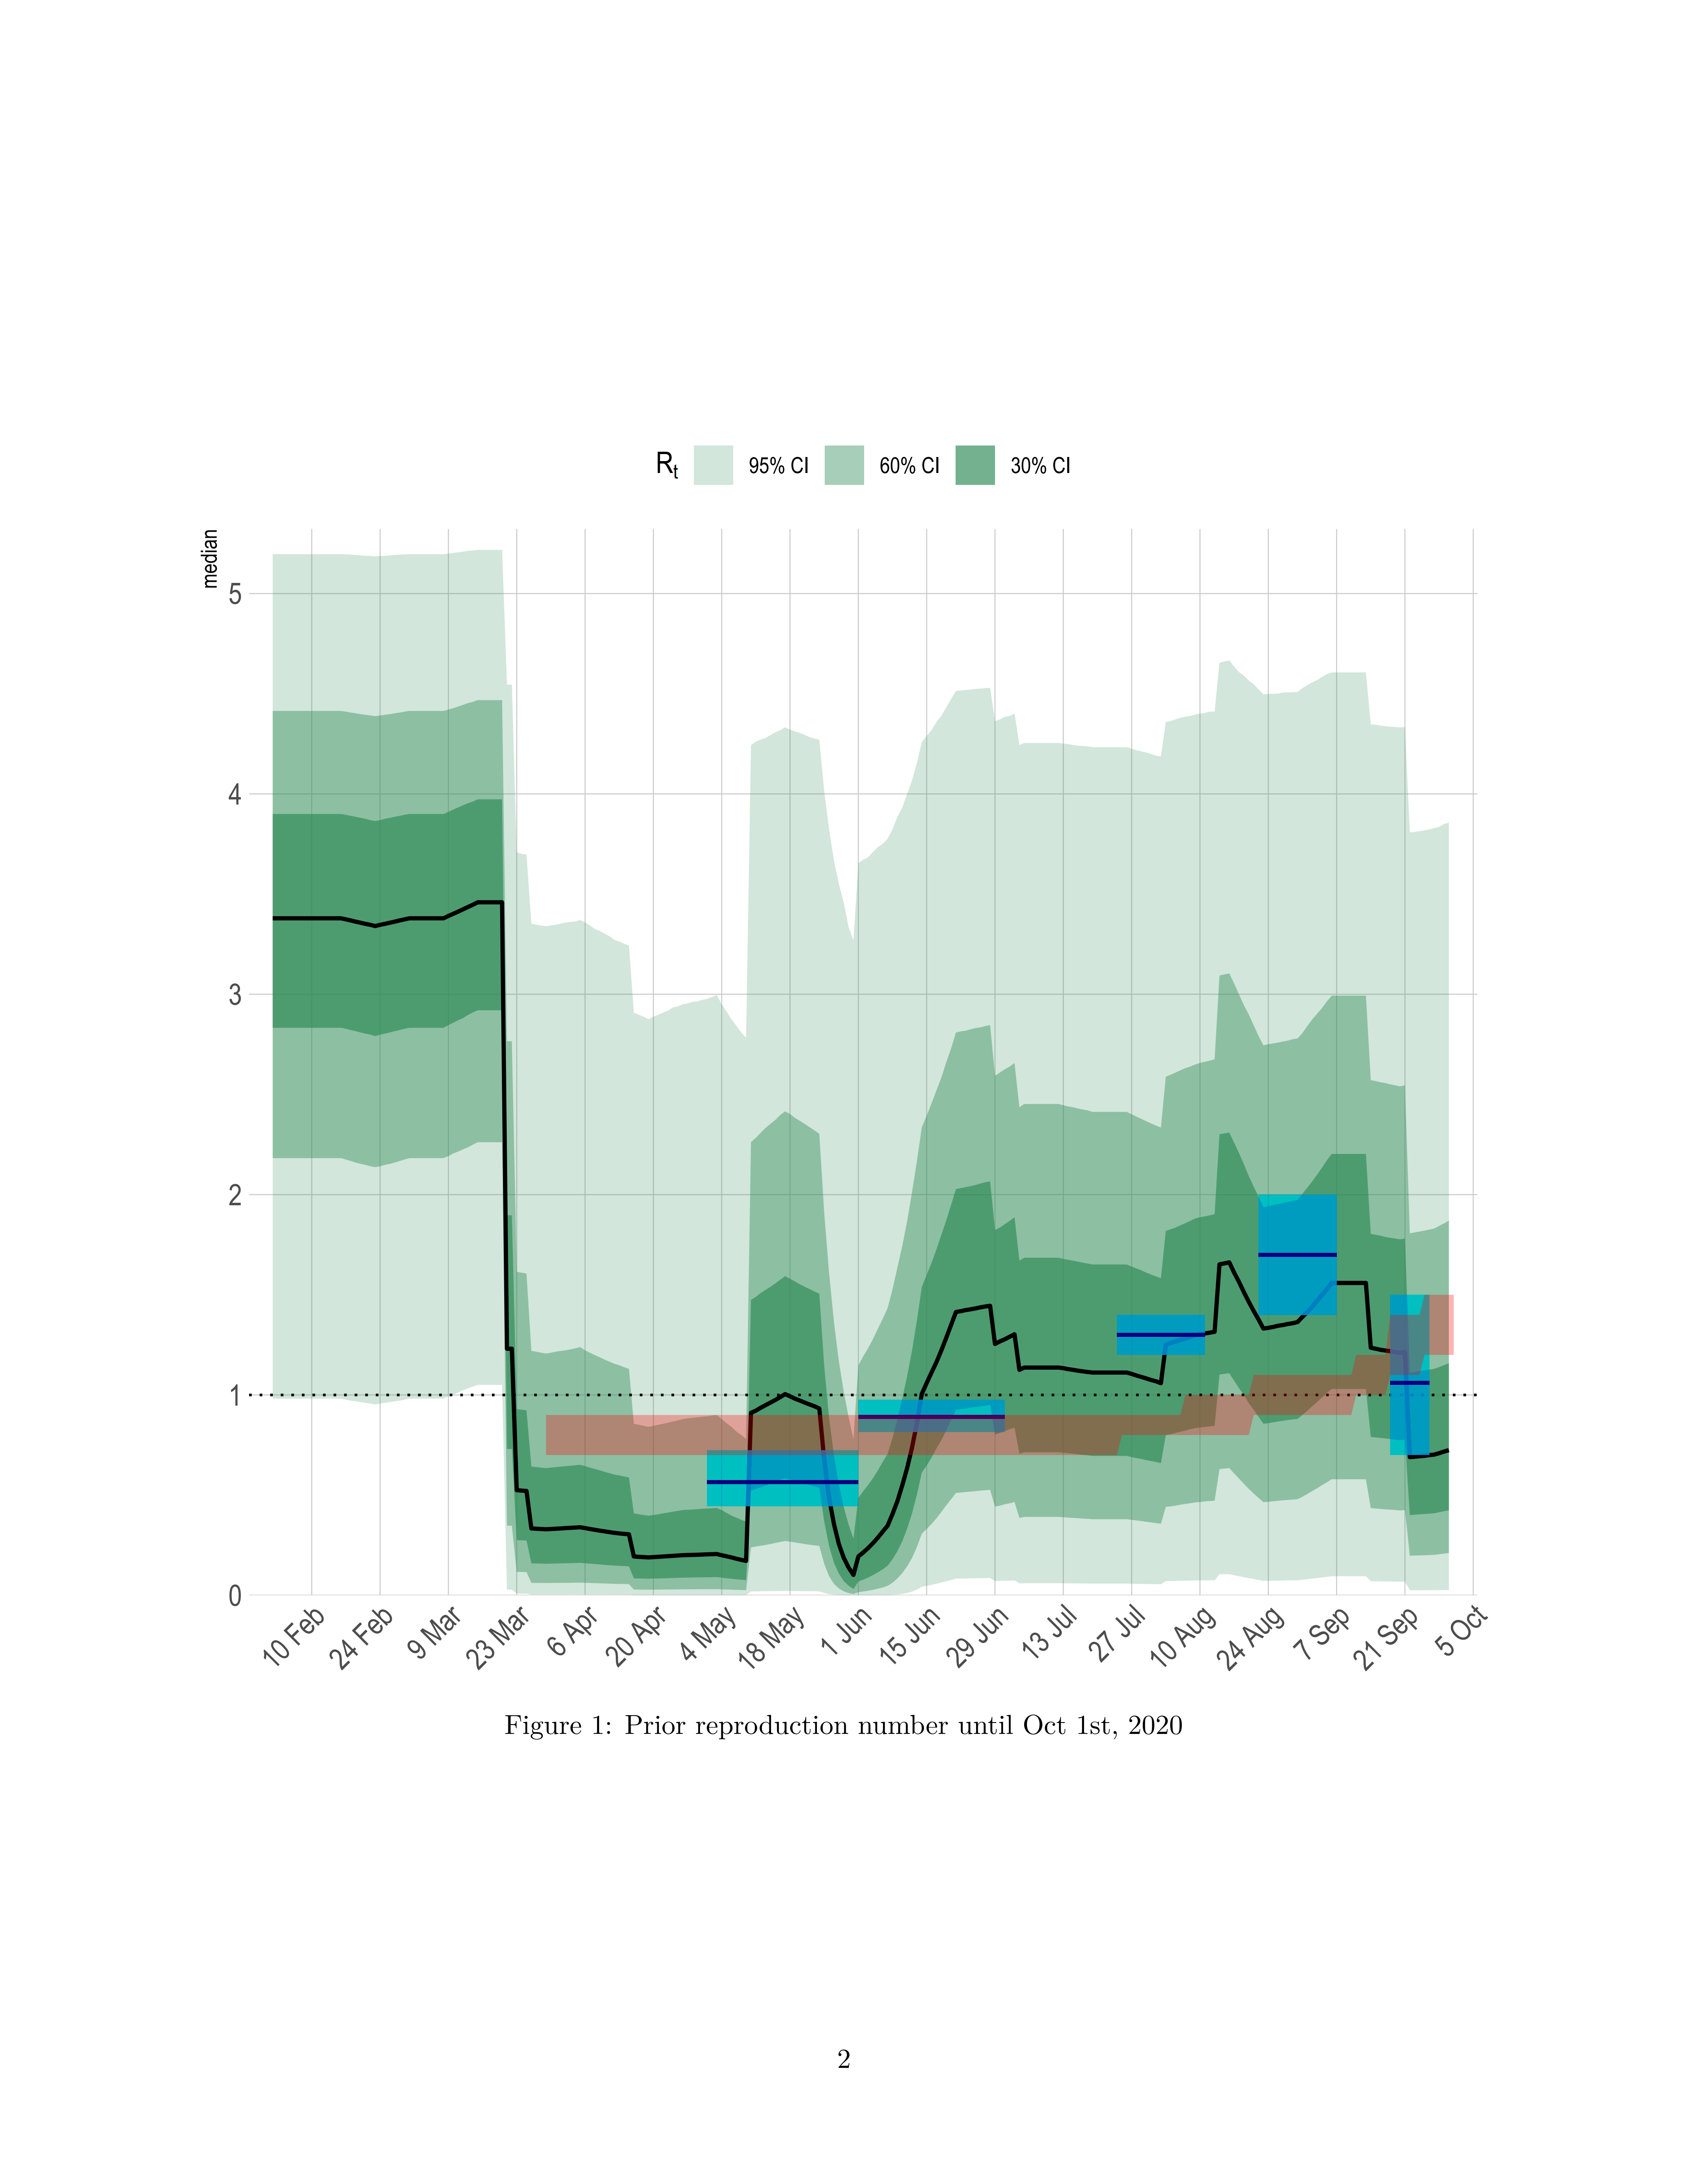 Rt 95% CI 60% CI 30% CI
median
5
4
3
2
1
0
10 Feb 24 Feb 9 Mar 23 Mar 6 Apr 20 Apr 4 May 18 May 1 Jun 15 Jun 29 Jun 13 Jul 27 Jul 10 Aug 24 Aug 7 Sep 21 Sep 5 Oct
Figure 1: Prior reproduction number until Oct 1st, 2020
2